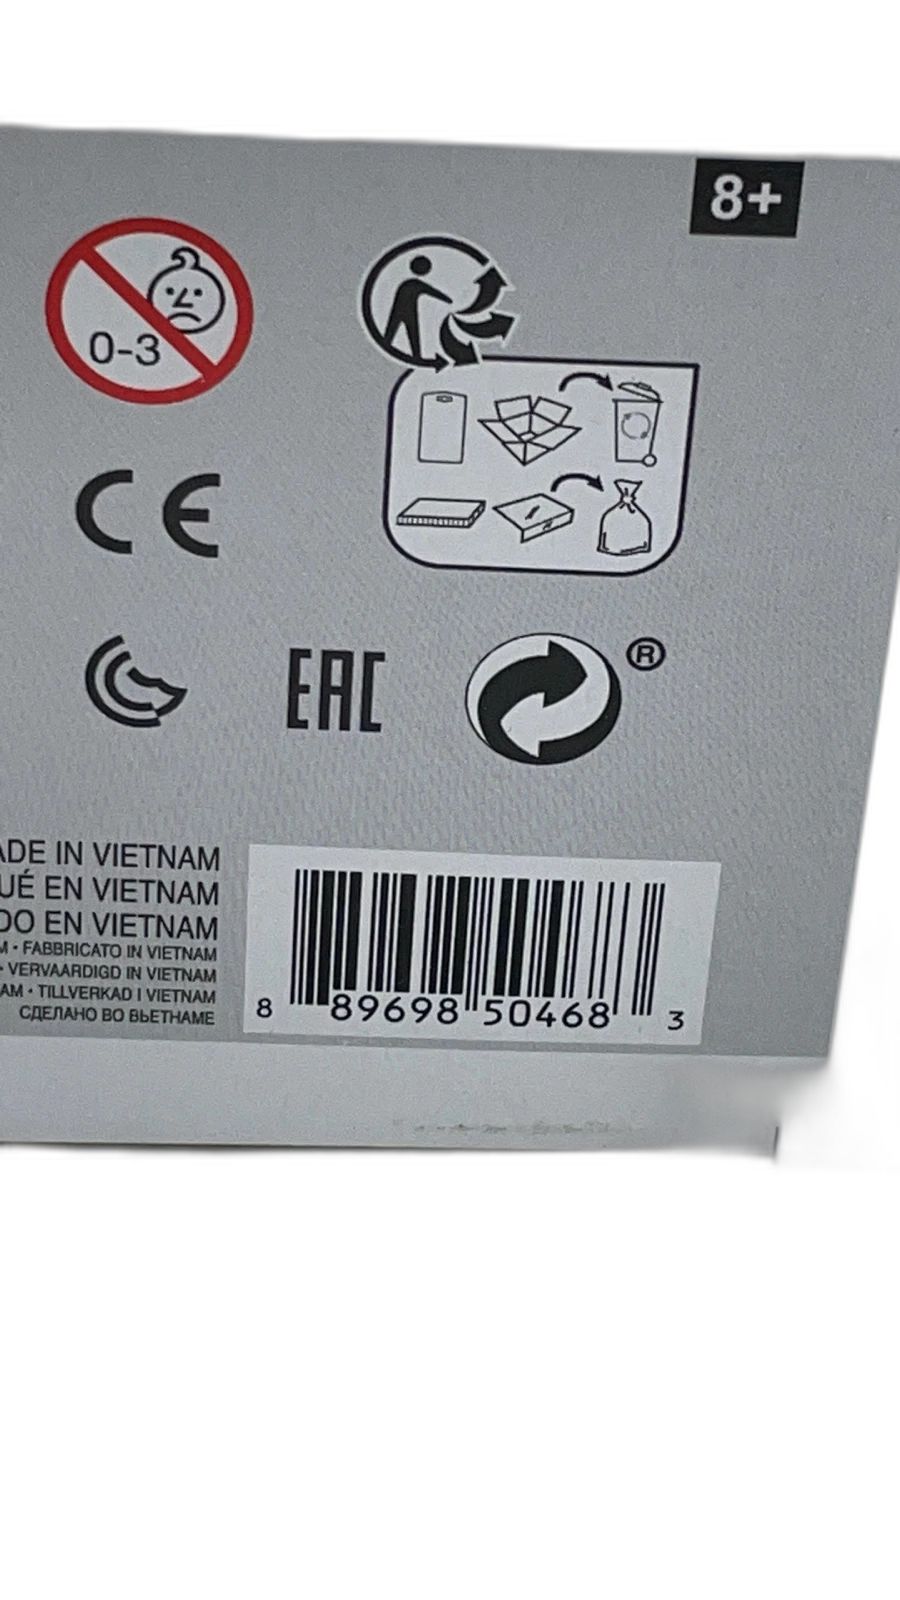 8+
0-3
CE
EAC
®
ADE IN VIETNAM
UÉ EN VIETNAM
DO EN VIETNAM
M • FABBRICATO IN VIETNAM
• VERVAARDIGD IN VIETNAM
AM • TILLVERKAD I VIETNAM
СДЕЛАНО ВО ВЬЕТНАМЕ
8 89698 50468 3